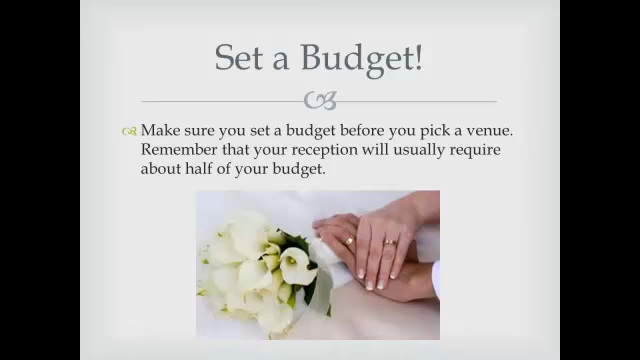 Set a Budget!
Make sure you set a budget before you pick a venue.
Remember that your reception will usually require
about half of your budget.